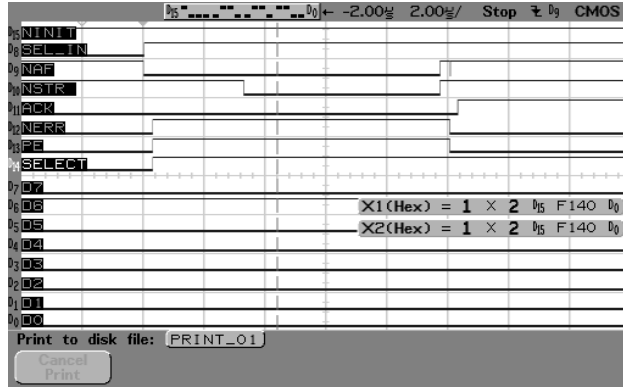 D15 D0 ← -2.00㎲ 2.00㎲/ Stop D9 CMOS
D15 NINIT
D8 SEL_IN
D9 NAF
D10 NSTR
D11 ACK
D12 NERR
D13 PE
D14 SELECT
D7 D7
D6 D6 X1(Hex) = 1 X 2 D15 F140 D0
D5 D5 X2(Hex) = 1 X 2 D15 F140 D0
D4 D4
D3 D3
D2 D2
D1 D1
D0 D0
Print to disk file: PRINT_01
Cancel
Print